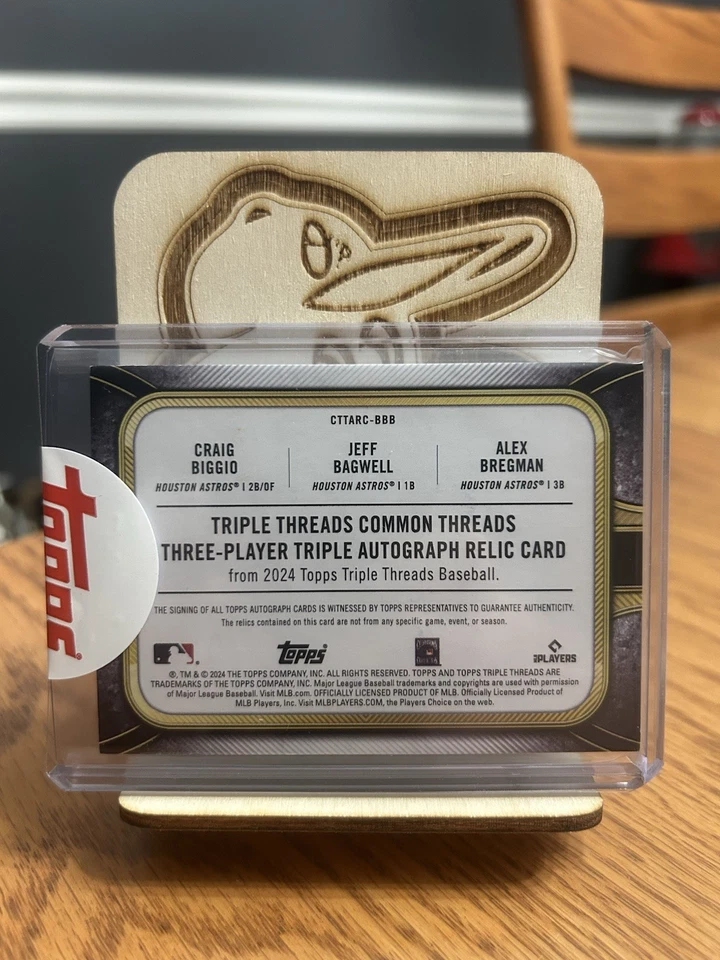 CTTARC-BBB
CRAIG BIGGIO
HOUSTON ASTROS® | 2B/DF
JEFF BAGWELL
HOUSTON ASTROS® | 1B
ALEX BREGMAN
HOUSTON ASTROS® | 3B
TRIPLE THREADS COMMON THREADS
THREE-PLAYER TRIPLE AUTOGRAPH RELIC CARD
from 2024 Topps Triple Threads Baseball.
THE SIGNING OF ALL TOPPS AUTOGRAPH CARDS IS WITNESSED BY TOPPS REPRESENTATIVES TO GUARANTEE AUTHENTICITY.
The relics contained on this card are not from any specific game, event, or season.
Topps
PLAYERS
®, TM & © 2024 THE TOPPS COMPANY, INC. ALL RIGHTS RESERVED. TOPPS AND TOPPS TRIPLE THREADS ARE
TRADEMARKS OF THE TOPPS COMPANY, INC. Major League Baseball trademarks and copyrights are used with permission
of Major League Baseball. Visit MLB.com. OFFICIALLY LICENSED PRODUCT OF MLB. Officially Licensed Product of
MLB Players, Inc. Visit MLBPLAYERS.COM, the Players Choice on the web.
Topps